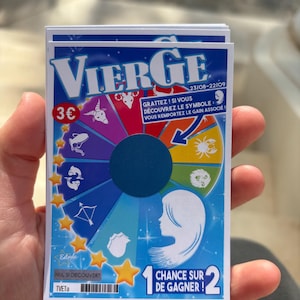 VIERGE
23/08-22/09
3€
GRATTEZ ! SI VOUS
DÉCOUVREZ LE SYMBOLE
VOUS REMPORTEZ LE GAIN ASSOCIÉ !
1 CHANCE SUR 2
DE GAGNER !
TVE1a